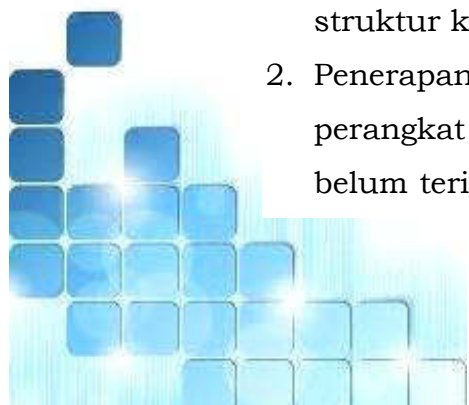 struktur k
2. Penerapan
perangkat
belum teri